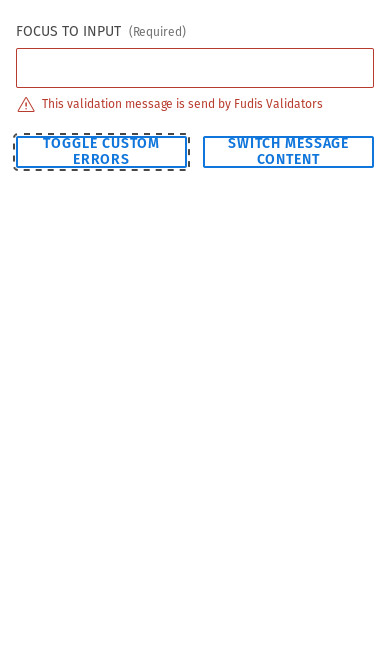 FOCUS TO INPUT (Required)
This validation message is send by Fudis Validators
TOGGLE CUSTOM
ERRORS
SWITCH MESSAGE
CONTENT